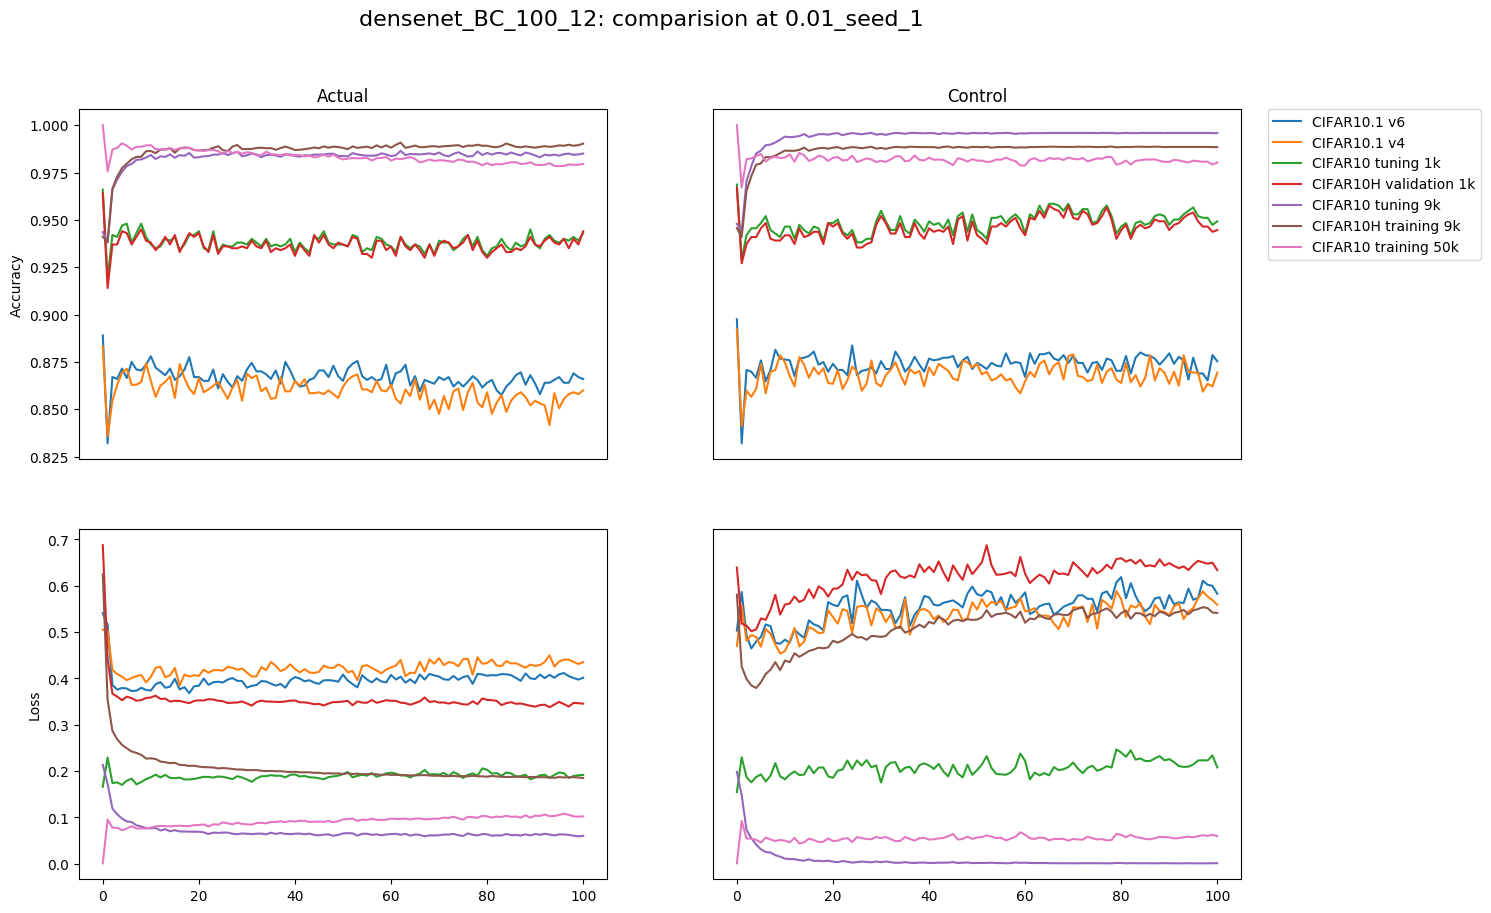 densenet_BC_100_12: comparision at 0.01_seed_1
Actual
Control
1.000
0.975
0.950
0.925
0.900
0.875
0.850
0.825
Accuracy
CIFAR10.1 v6
CIFAR10.1 v4
CIFAR10 tuning 1k
CIFAR10H validation 1k
CIFAR10 tuning 9k
CIFAR10H training 9k
CIFAR10 training 50k
0.7
0.6
0.5
0.4
0.3
0.2
0.1
0.0
Loss
0 20 40 60 80 100
0 20 40 60 80 100